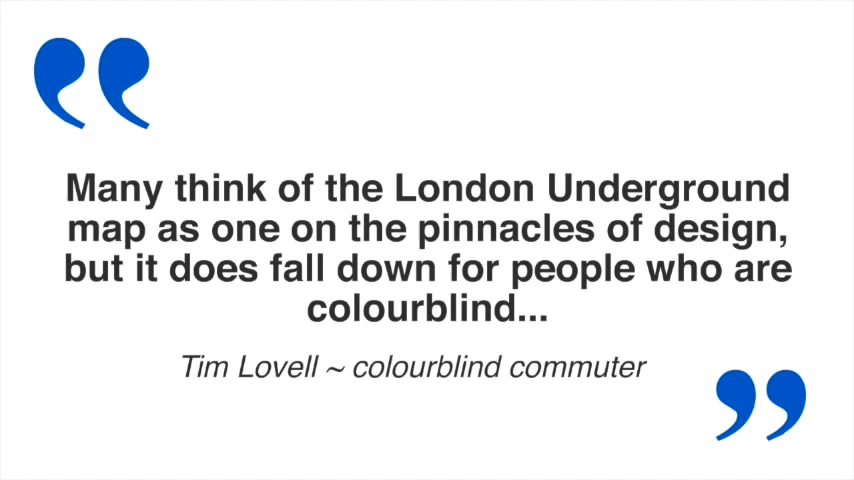 Many think of the London Underground
map as one on the pinnacles of design,
but it does fall down for people who are
colourblind...
Tim Lovell ~ colourblind commuter